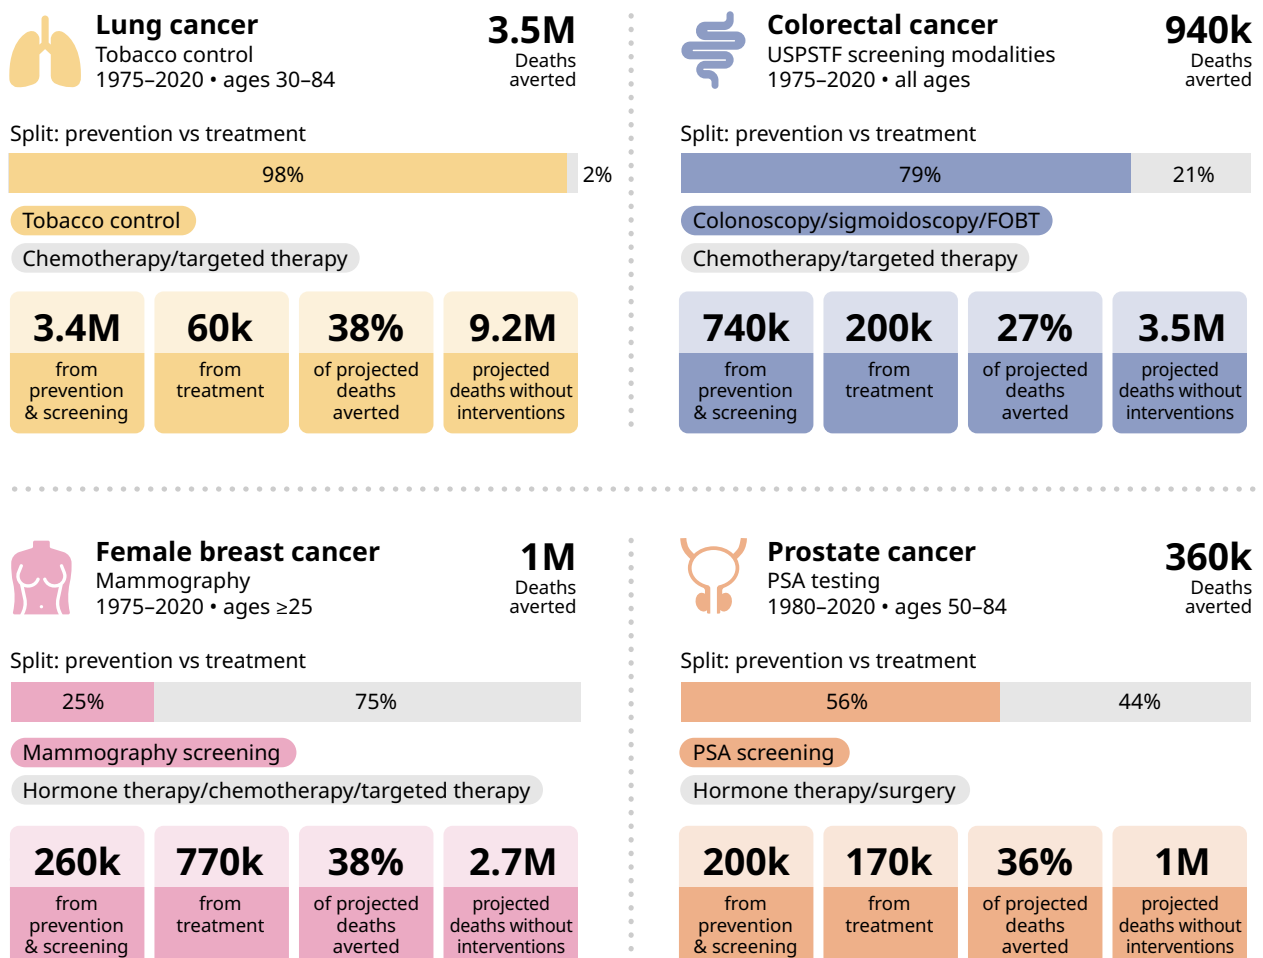 Lung cancer
Tobacco control
1975–2020 • ages 30–84
3.5M
Deaths
averted
Split: prevention vs treatment
98%
2%
Tobacco control
Chemotherapy/targeted therapy
3.4M
from
prevention
& screening
60k
from
treatment
38%
of projected
deaths
averted
9.2M
projected
deaths without
interventions
Colorectal cancer
USPSTF screening modalities
1975–2020 • all ages
940k
Deaths
averted
Split: prevention vs treatment
79%
21%
Colonoscopy/sigmoidoscopy/FOBT
Chemotherapy/targeted therapy
740k
from
prevention
& screening
200k
from
treatment
27%
of projected
deaths
averted
3.5M
projected
deaths without
interventions
Female breast cancer
Mammography
1975–2020 • ages ≥25
1M
Deaths
averted
Split: prevention vs treatment
25%
75%
Mammography screening
Hormone therapy/chemotherapy/targeted therapy
260k
from
prevention
& screening
770k
from
treatment
38%
of projected
deaths
averted
2.7M
projected
deaths without
interventions
Prostate cancer
PSA testing
1980–2020 • ages 50–84
360k
Deaths
averted
Split: prevention vs treatment
56%
44%
PSA screening
Hormone therapy/surgery
200k
from
prevention
& screening
170k
from
treatment
36%
of projected
deaths
averted
1M
projected
deaths without
interventions